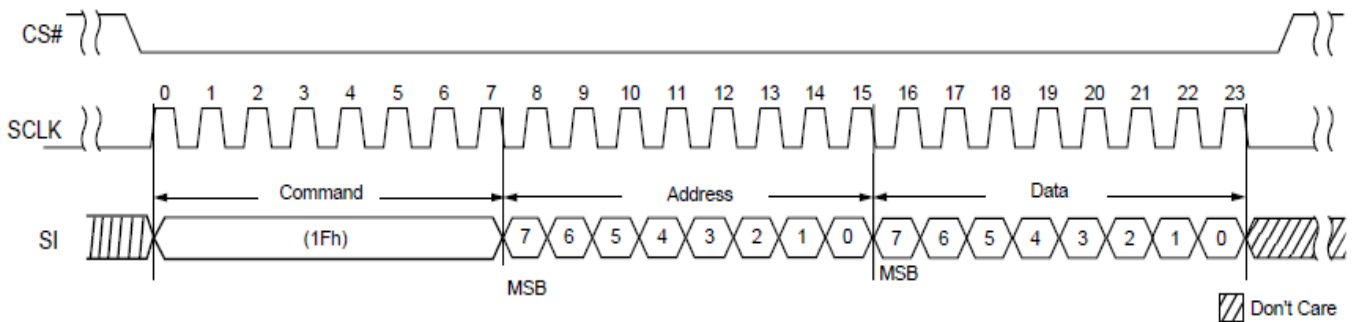 CS#
0 1 2 3 4 5 6 7 8 9 10 11 12 13 14 15 16 17 18 19 20 21 22 23
SCLK
Command Address Data
SI (1Fh) 7 6 5 4 3 2 1 0 7 6 5 4 3 2 1 0
MSB MSB
Don't Care